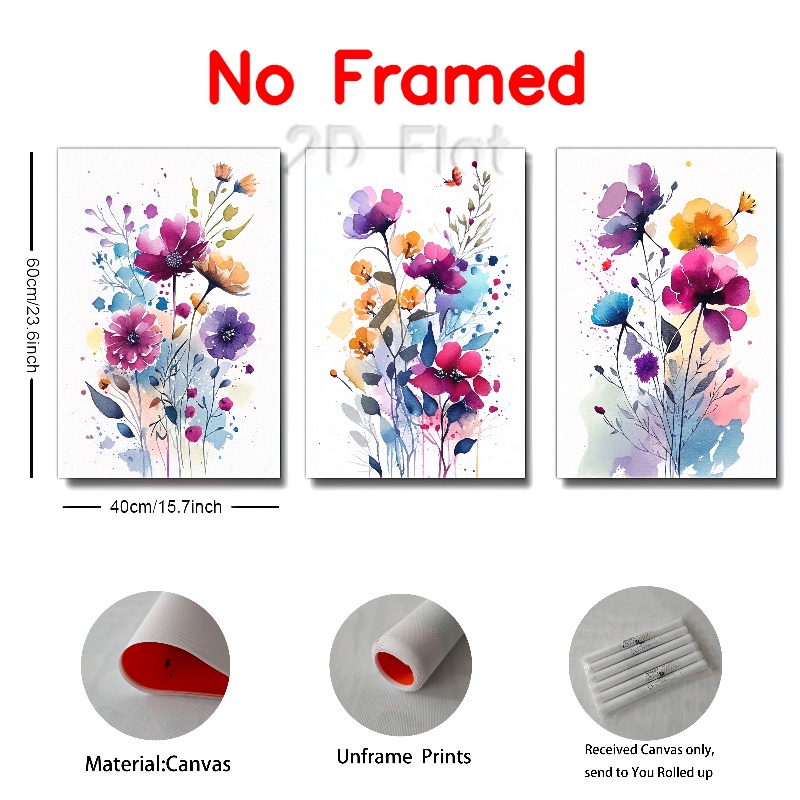 No Framed
2D Flat
60cm/23.6inch
40cm/15.7inch
Material:Canvas
Unframe Prints
Received Canvas only,
send to You Rolled up